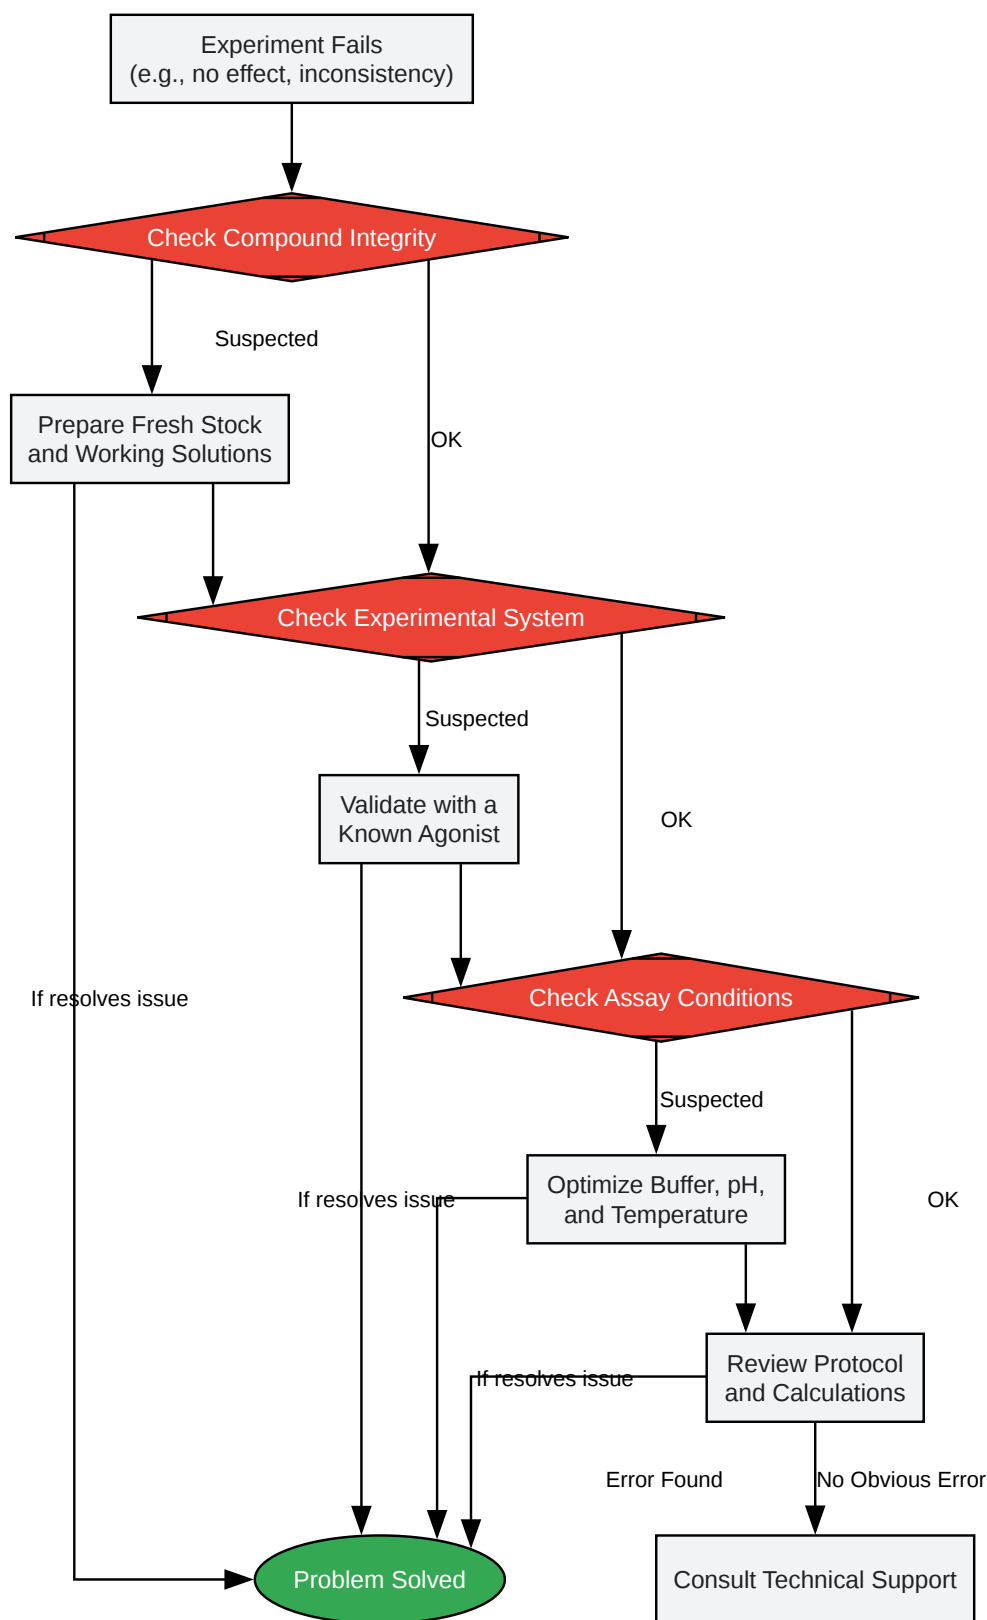 Experiment Fails
(e.g., no effect, inconsistency)
Check Compound Integrity
Suspected
Prepare Fresh Stock
and Working Solutions
OK
Check Experimental System
Suspected
Validate with a
Known Agonist
OK
If resolves issue
Check Assay Conditions
Suspected
Optimize Buffer, pH,
and Temperature
If resolves issue
OK
Review Protocol
and Calculations
If resolves issue
Error Found
No Obvious Error
Problem Solved
Consult Technical Support